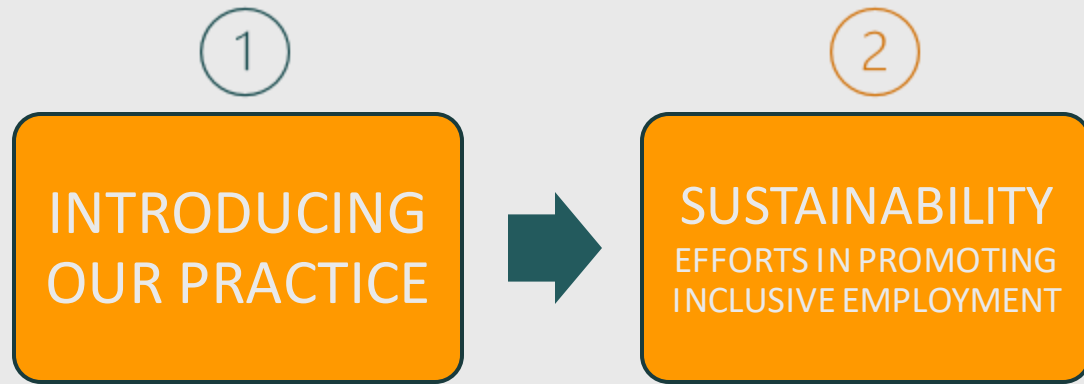 1
INTRODUCING
OUR PRACTICE
2
SUSTAINABILITY
EFFORTS IN PROMOTING
INCLUSIVE EMPLOYMENT